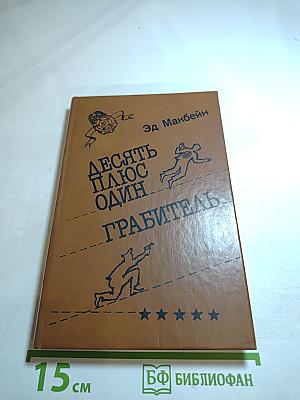 Эд Макбейн
ДЕСЯТЬ
ПЛЮС
ОДИН
ГРАБИТЕЛЬ
15 см
БФ БИБЛИОФАН